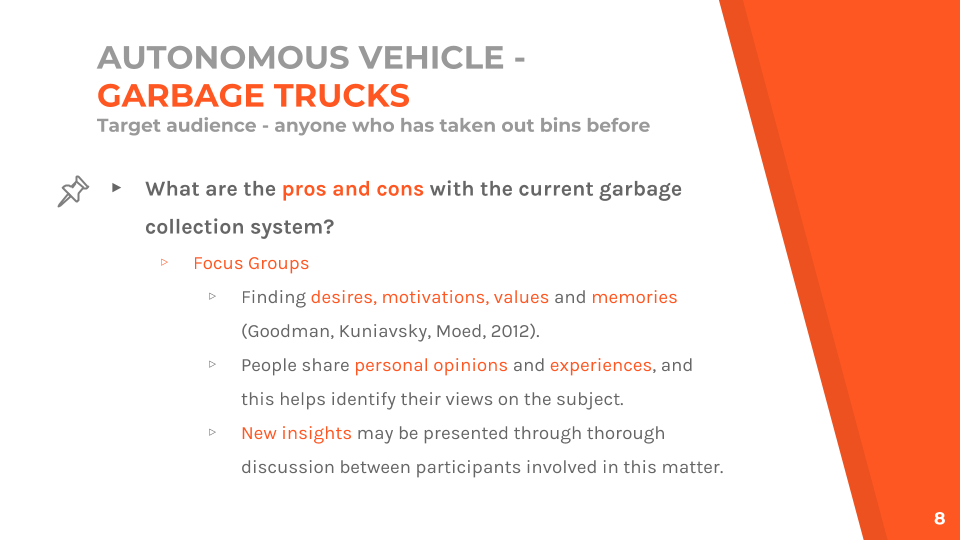 AUTONOMOUS VEHICLE -
GARBAGE TRUCKS
Target audience - anyone who has taken out bins before
What are the pros and cons with the current garbage
collection system?
Focus Groups
Finding desires, motivations, values and memories
(Goodman, Kuniavsky, Moed, 2012).
People share personal opinions and experiences, and
this helps identify their views on the subject.
New insights may be presented through thorough
discussion between participants involved in this matter.
8